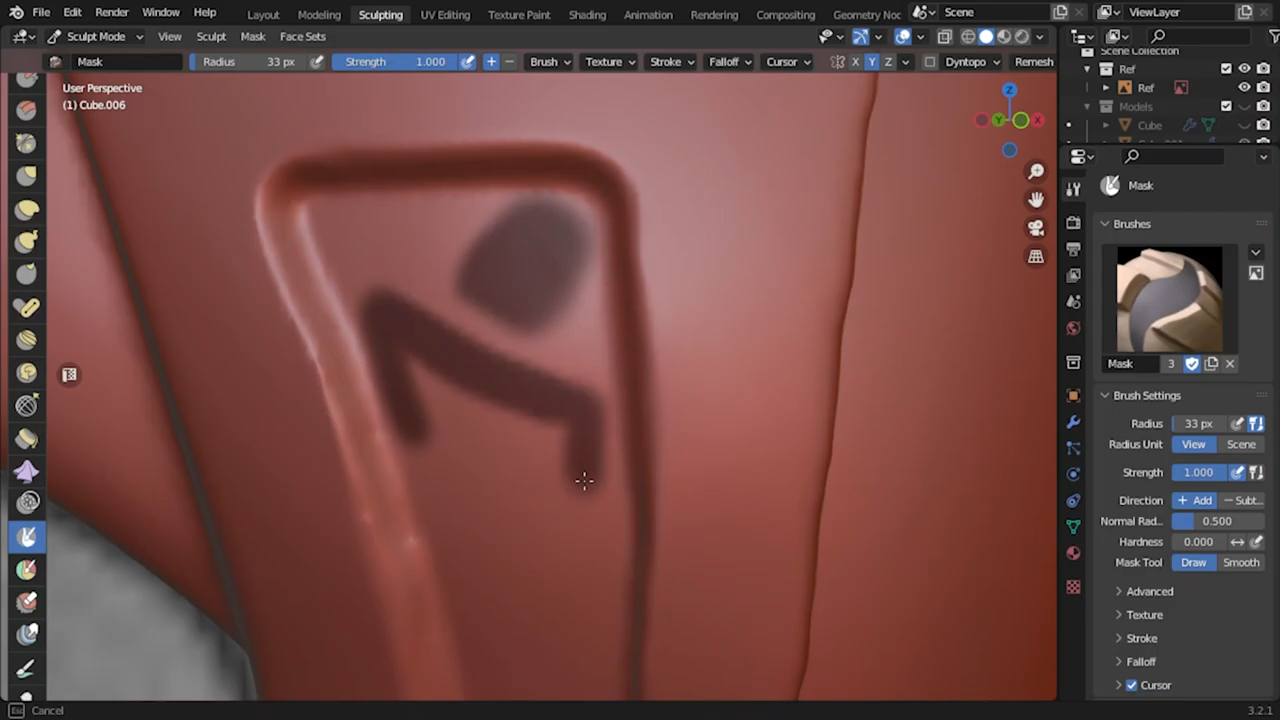 File Edit Render Window Help Layout Modeling Sculpting UV Editing Texture Paint Shading Animation Rendering Compositing Geometry Noc Scene ViewLayer
Sculpt Mode View Sculpt Mask Face Sets
Mask Radius 33 px Strength 1.000 Brush Texture Stroke Falloff Cursor X Y Z Dyntopo Remesh
User Perspective
(1) Cube.006
Z
Y
X
Scene Collection
Ref
Ref
Models
Cube
Mask
Brushes
Mask 3
Brush Settings
Radius 33 px
Radius Unit View Scene
Strength 1.000
Direction + Add — Subt...
Normal Rad... 0.500
Hardness 0.000
Mask Tool Draw Smooth
Advanced
Texture
Stroke
Falloff
Cursor
Esc Cancel 3.2.1